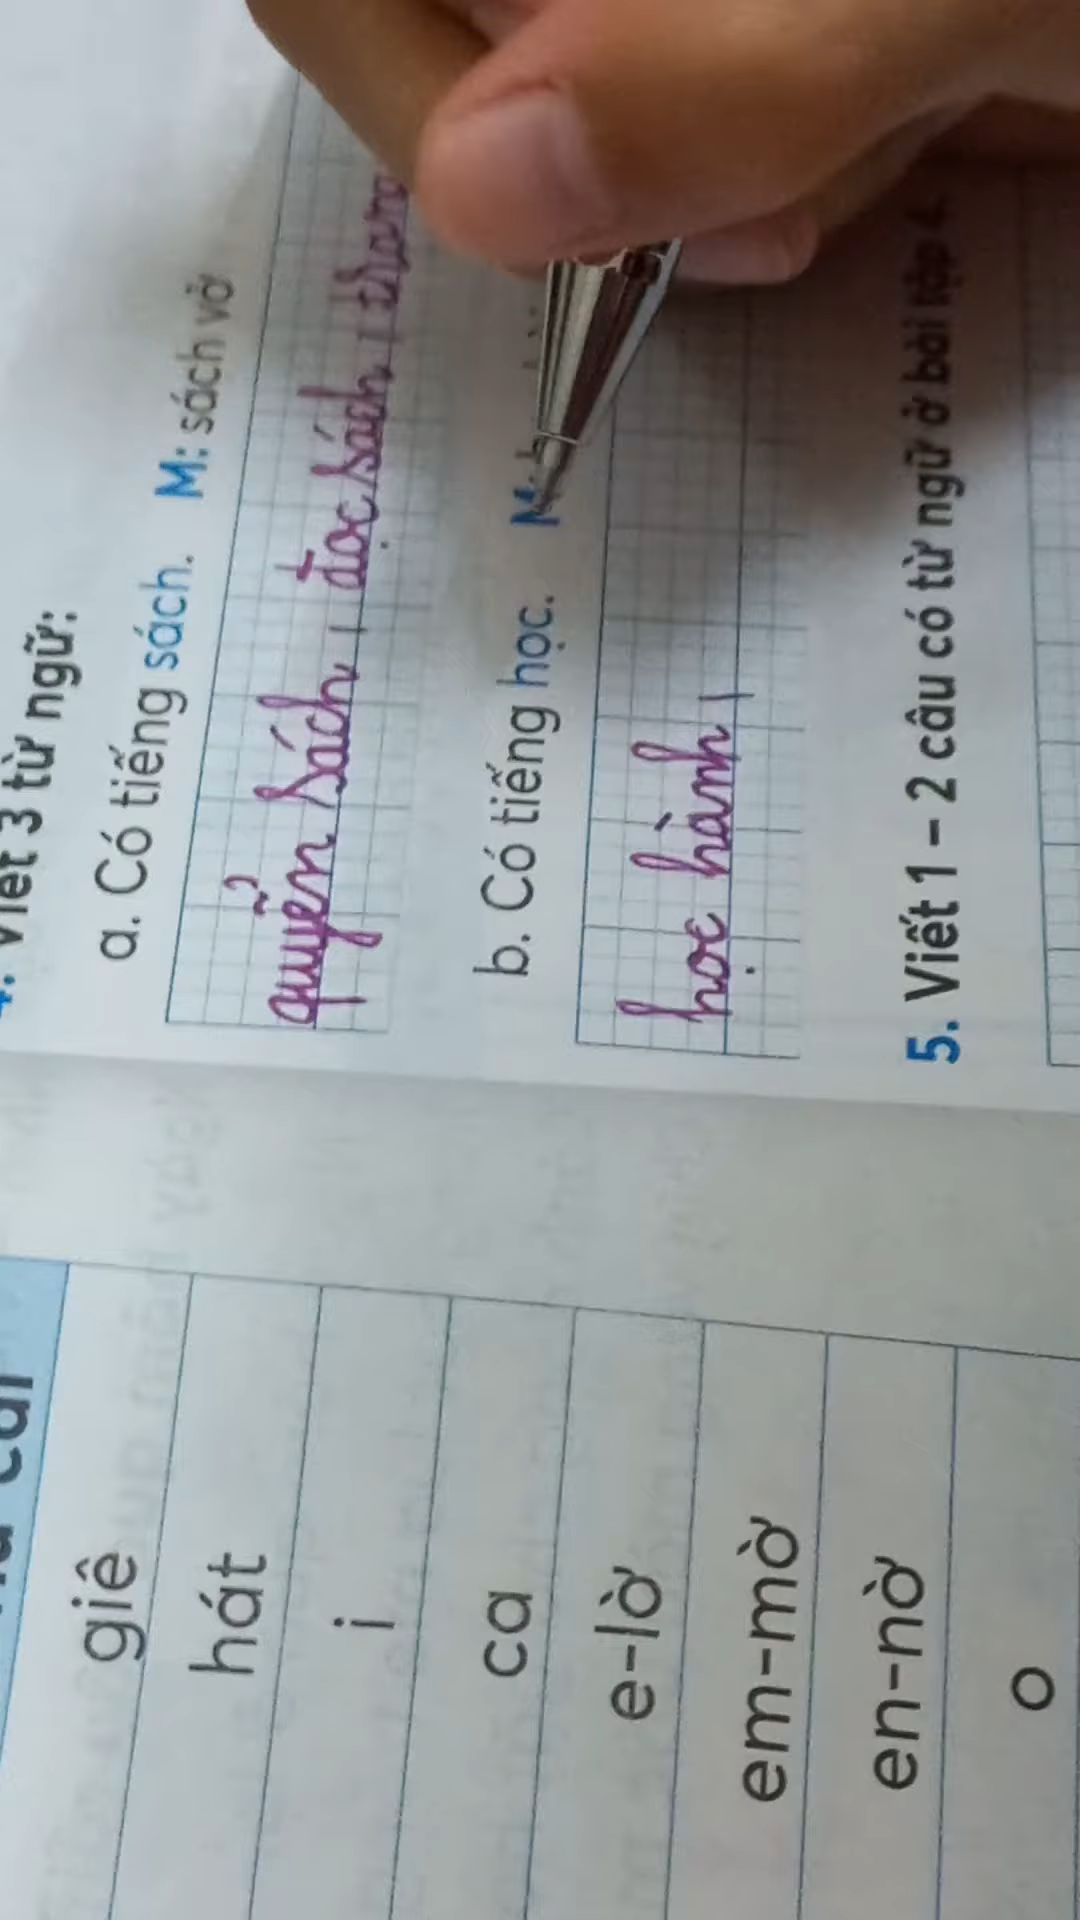 4. Viết 3 từ ngữ:
a. Có tiếng sách. M: sách vở
quyển sách, đọc sách, trang
b. Có tiếng học. M:
học hành,
5. Viết 1 – 2 câu có từ ngữ ở bài tập 4.
giê
hát
i
ca
e-lờ
em-mờ
en-nờ
o